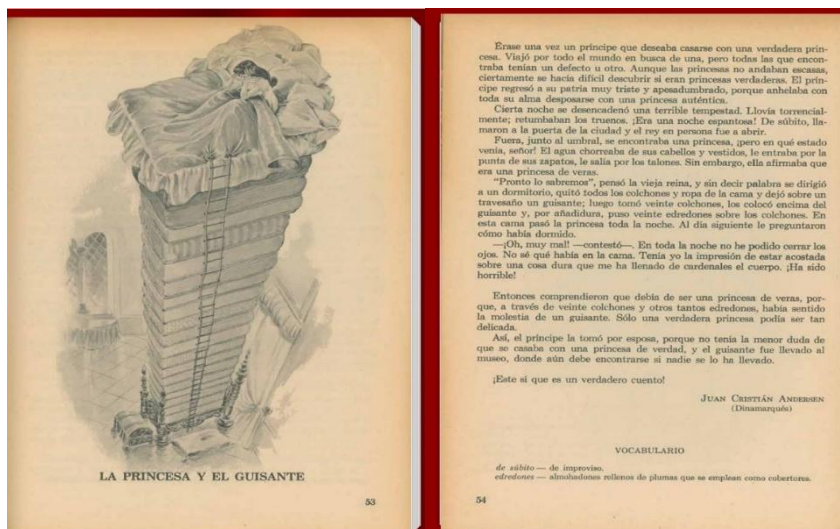 LA PRINCESA Y EL GUISANTE
53
Érase una vez un príncipe que deseaba casarse con una verdadera prin-
cesa. Viajó por todo el mundo en busca de una, pero todas las que encon-
traba tenían un defecto u otro. Aunque las princesas no andaban escasas,
ciertamente se hacía difícil descubrir si eran princesas verdaderas. El prín-
cipe regresó a su patria muy triste y apesadumbrado, porque anhelaba con
toda su alma desposarse con una princesa auténtica.
Cierta noche se desencadenó una terrible tempestad. Llovía torrencial-
mente; retumbaban los truenos. ¡Era una noche espantosa! De súbito, lla-
maron a la puerta de la ciudad y el rey en persona fue a abrir.
Fuera, junto al umbral, se encontraba una princesa, ¡pero en qué estado
venía, señor! El agua chorreaba de sus cabellos y vestidos, le entraba por la
punta de sus zapatos, le salía por los talones. Sin embargo, ella afirmaba que
era una princesa de veras.
"Pronto lo sabremos", pensó la vieja reina, y sin decir palabra se dirigió
a un dormitorio, quitó todos los colchones y ropa de la cama y dejó sobre un
travesaño un guisante; luego tomó veinte colchones, los colocó encima del
guisante y, por añadidura, puso veinte edredones sobre los colchones. En
esta cama pasó la princesa toda la noche. Al día siguiente le preguntaron
cómo había dormido.
—¡Oh, muy mal! —contestó—. En toda la noche no he podido cerrar los
ojos. No sé qué había en la cama. Tenía yo la impresión de estar acostada
sobre una cosa dura que me ha llenado de cardenales el cuerpo. ¡Ha sido
horrible!
Entonces comprendieron que debía de ser una princesa de veras, por-
que, a través de veinte colchones y otros tantos edredones, había sentido
la molestia de un guisante. Sólo una verdadera princesa podía ser tan
delicada.
Así, el príncipe la tomó por esposa, porque no tenía la menor duda de
que se casaba con una princesa de verdad, y el guisante fue llevado al
museo, donde aún debe encontrarse si nadie se lo ha llevado.
¡Este sí que es un verdadero cuento!
JUAN CRISTIÁN ANDERSEN
(Dinamarqués)
VOCABULARIO
de súbito — de improviso.
edredones — almohadones rellenos de plumas que se emplean como cobertores.
54